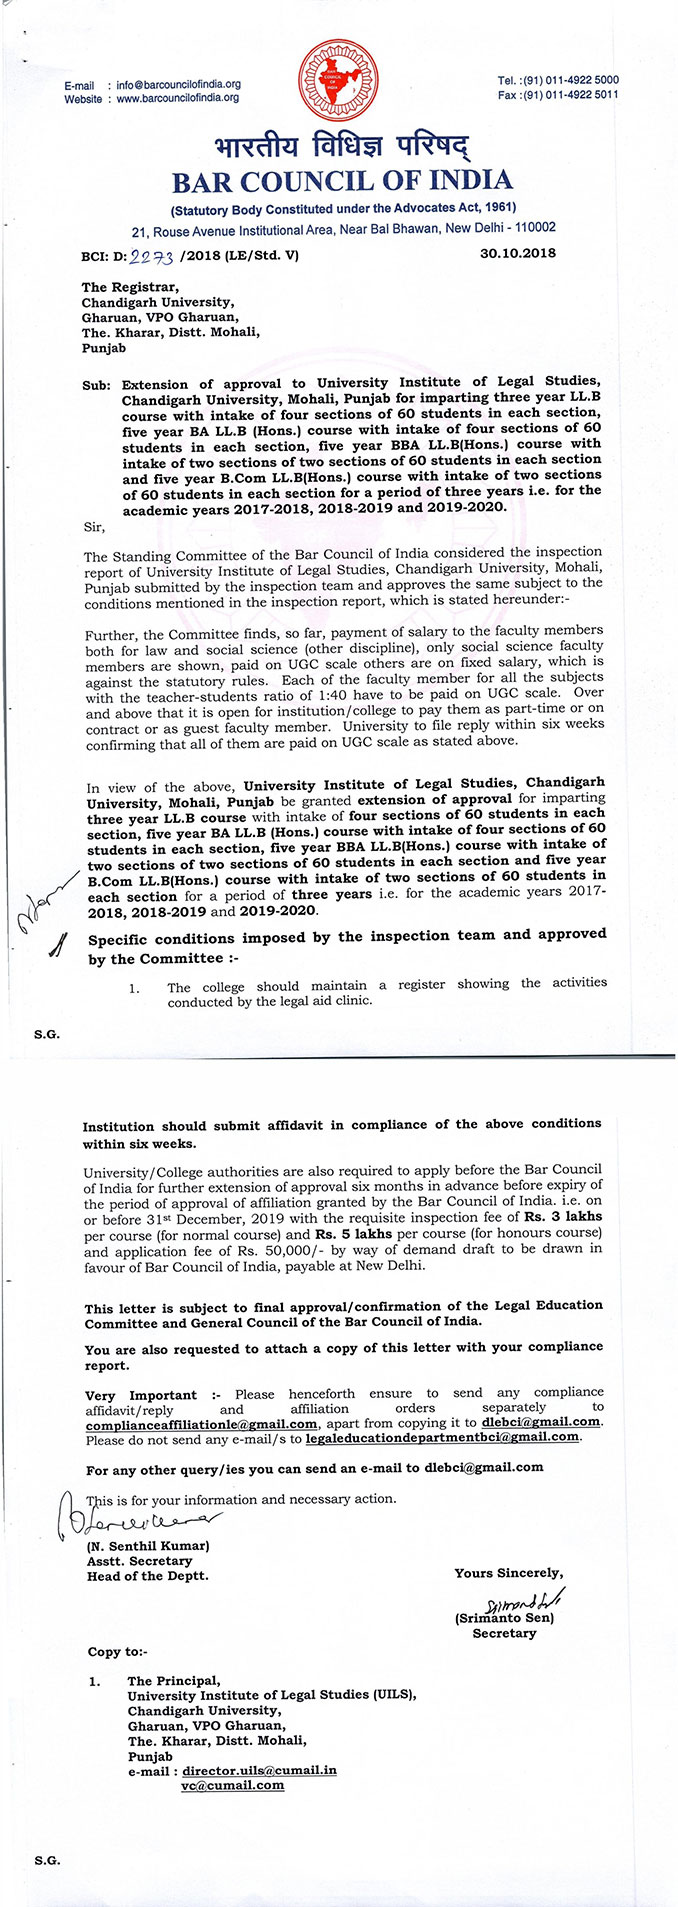 E-mail : info@barcouncilofindia.org
Website : www.barcouncilofindia.org
BAR COUNCIL OF INDIA
Tel. :(91) 011-4922 5000
Fax :(91) 011-4922 5011
भारतीय विधिज्ञ परिषद्
BAR COUNCIL OF INDIA
(Statutory Body Constituted under the Advocates Act, 1961)
21, Rouse Avenue Institutional Area, Near Bal Bhawan, New Delhi - 110002
BCI: D: 2273 /2018 (LE/Std. V) 30.10.2018
The Registrar,
Chandigarh University,
Gharuan, VPO Gharuan,
The. Kharar, Distt. Mohali,
Punjab
Sub: Extension of approval to University Institute of Legal Studies,
Chandigarh University, Mohali, Punjab for imparting three year LL.B
course with intake of four sections of 60 students in each section,
five year BA LL.B (Hons.) course with intake of four sections of 60
students in each section, five year BBA LL.B(Hons.) course with
intake of two sections of two sections of 60 students in each section
and five year B.Com LL.B(Hons.) course with intake of two sections
of 60 students in each section for a period of three years i.e. for the
academic years 2017-2018, 2018-2019 and 2019-2020.
Sir,
The Standing Committee of the Bar Council of India considered the inspection
report of University Institute of Legal Studies, Chandigarh University, Mohali,
Punjab submitted by the inspection team and approves the same subject to the
conditions mentioned in the inspection report, which is stated hereunder:-
Further, the Committee finds, so far, payment of salary to the faculty members
both for law and social science (other discipline), only social science faculty
members are shown, paid on UGC scale others are on fixed salary, which is
against the statutory rules. Each of the faculty member for all the subjects
with the teacher-students ratio of 1:40 have to be paid on UGC scale. Over
and above that it is open for institution/college to pay them as part-time or on
contract or as guest faculty member. University to file reply within six weeks
confirming that all of them are paid on UGC scale as stated above.
In view of the above, University Institute of Legal Studies, Chandigarh
University, Mohali, Punjab be granted extension of approval for imparting
three year LL.B course with intake of four sections of 60 students in each
section, five year BA LL.B (Hons.) course with intake of four sections of 60
students in each section, five year BBA LL.B(Hons.) course with intake of
two sections of two sections of 60 students in each section and five year
B.Com LL.B(Hons.) course with intake of two sections of 60 students in
each section for a period of three years i.e. for the academic years 2017-
2018, 2018-2019 and 2019-2020.
Specific conditions imposed by the inspection team and approved
by the Committee :-
1. The college should maintain a register showing the activities
conducted by the legal aid clinic.
S.G.
Institution should submit affidavit in compliance of the above conditions
within six weeks.
University/College authorities are also required to apply before the Bar Council
of India for further extension of approval six months in advance before expiry of
the period of approval of affiliation granted by the Bar Council of India. i.e. on
or before 31st December, 2019 with the requisite inspection fee of Rs. 3 lakhs
per course (for normal course) and Rs. 5 lakhs per course (for honours course)
and application fee of Rs. 50,000/- by way of demand draft to be drawn in
favour of Bar Council of India, payable at New Delhi.
This letter is subject to final approval/confirmation of the Legal Education
Committee and General Council of the Bar Council of India.
You are also requested to attach a copy of this letter with your compliance
report.
Very Important :- Please henceforth ensure to send any compliance
affidavit/reply and affiliation orders separately to
complianceaffiliationle@gmail.com, apart from copying it to dlebci@gmail.com.
Please do not send any e-mail/s to legaleducationdepartmentbci@gmail.com.
For any other query/ies you can send an e-mail to dlebci@gmail.com
This is for your information and necessary action.
(N. Senthil Kumar)
Asstt. Secretary
Head of the Deptt.
Yours Sincerely,
(Srimanto Sen)
Secretary
Copy to:-
1. The Principal,
University Institute of Legal Studies (UILS),
Chandigarh University,
Gharuan, VPO Gharuan,
The. Kharar, Distt. Mohali,
Punjab
e-mail : director.uils@cumail.in
vc@cumail.com
S.G.